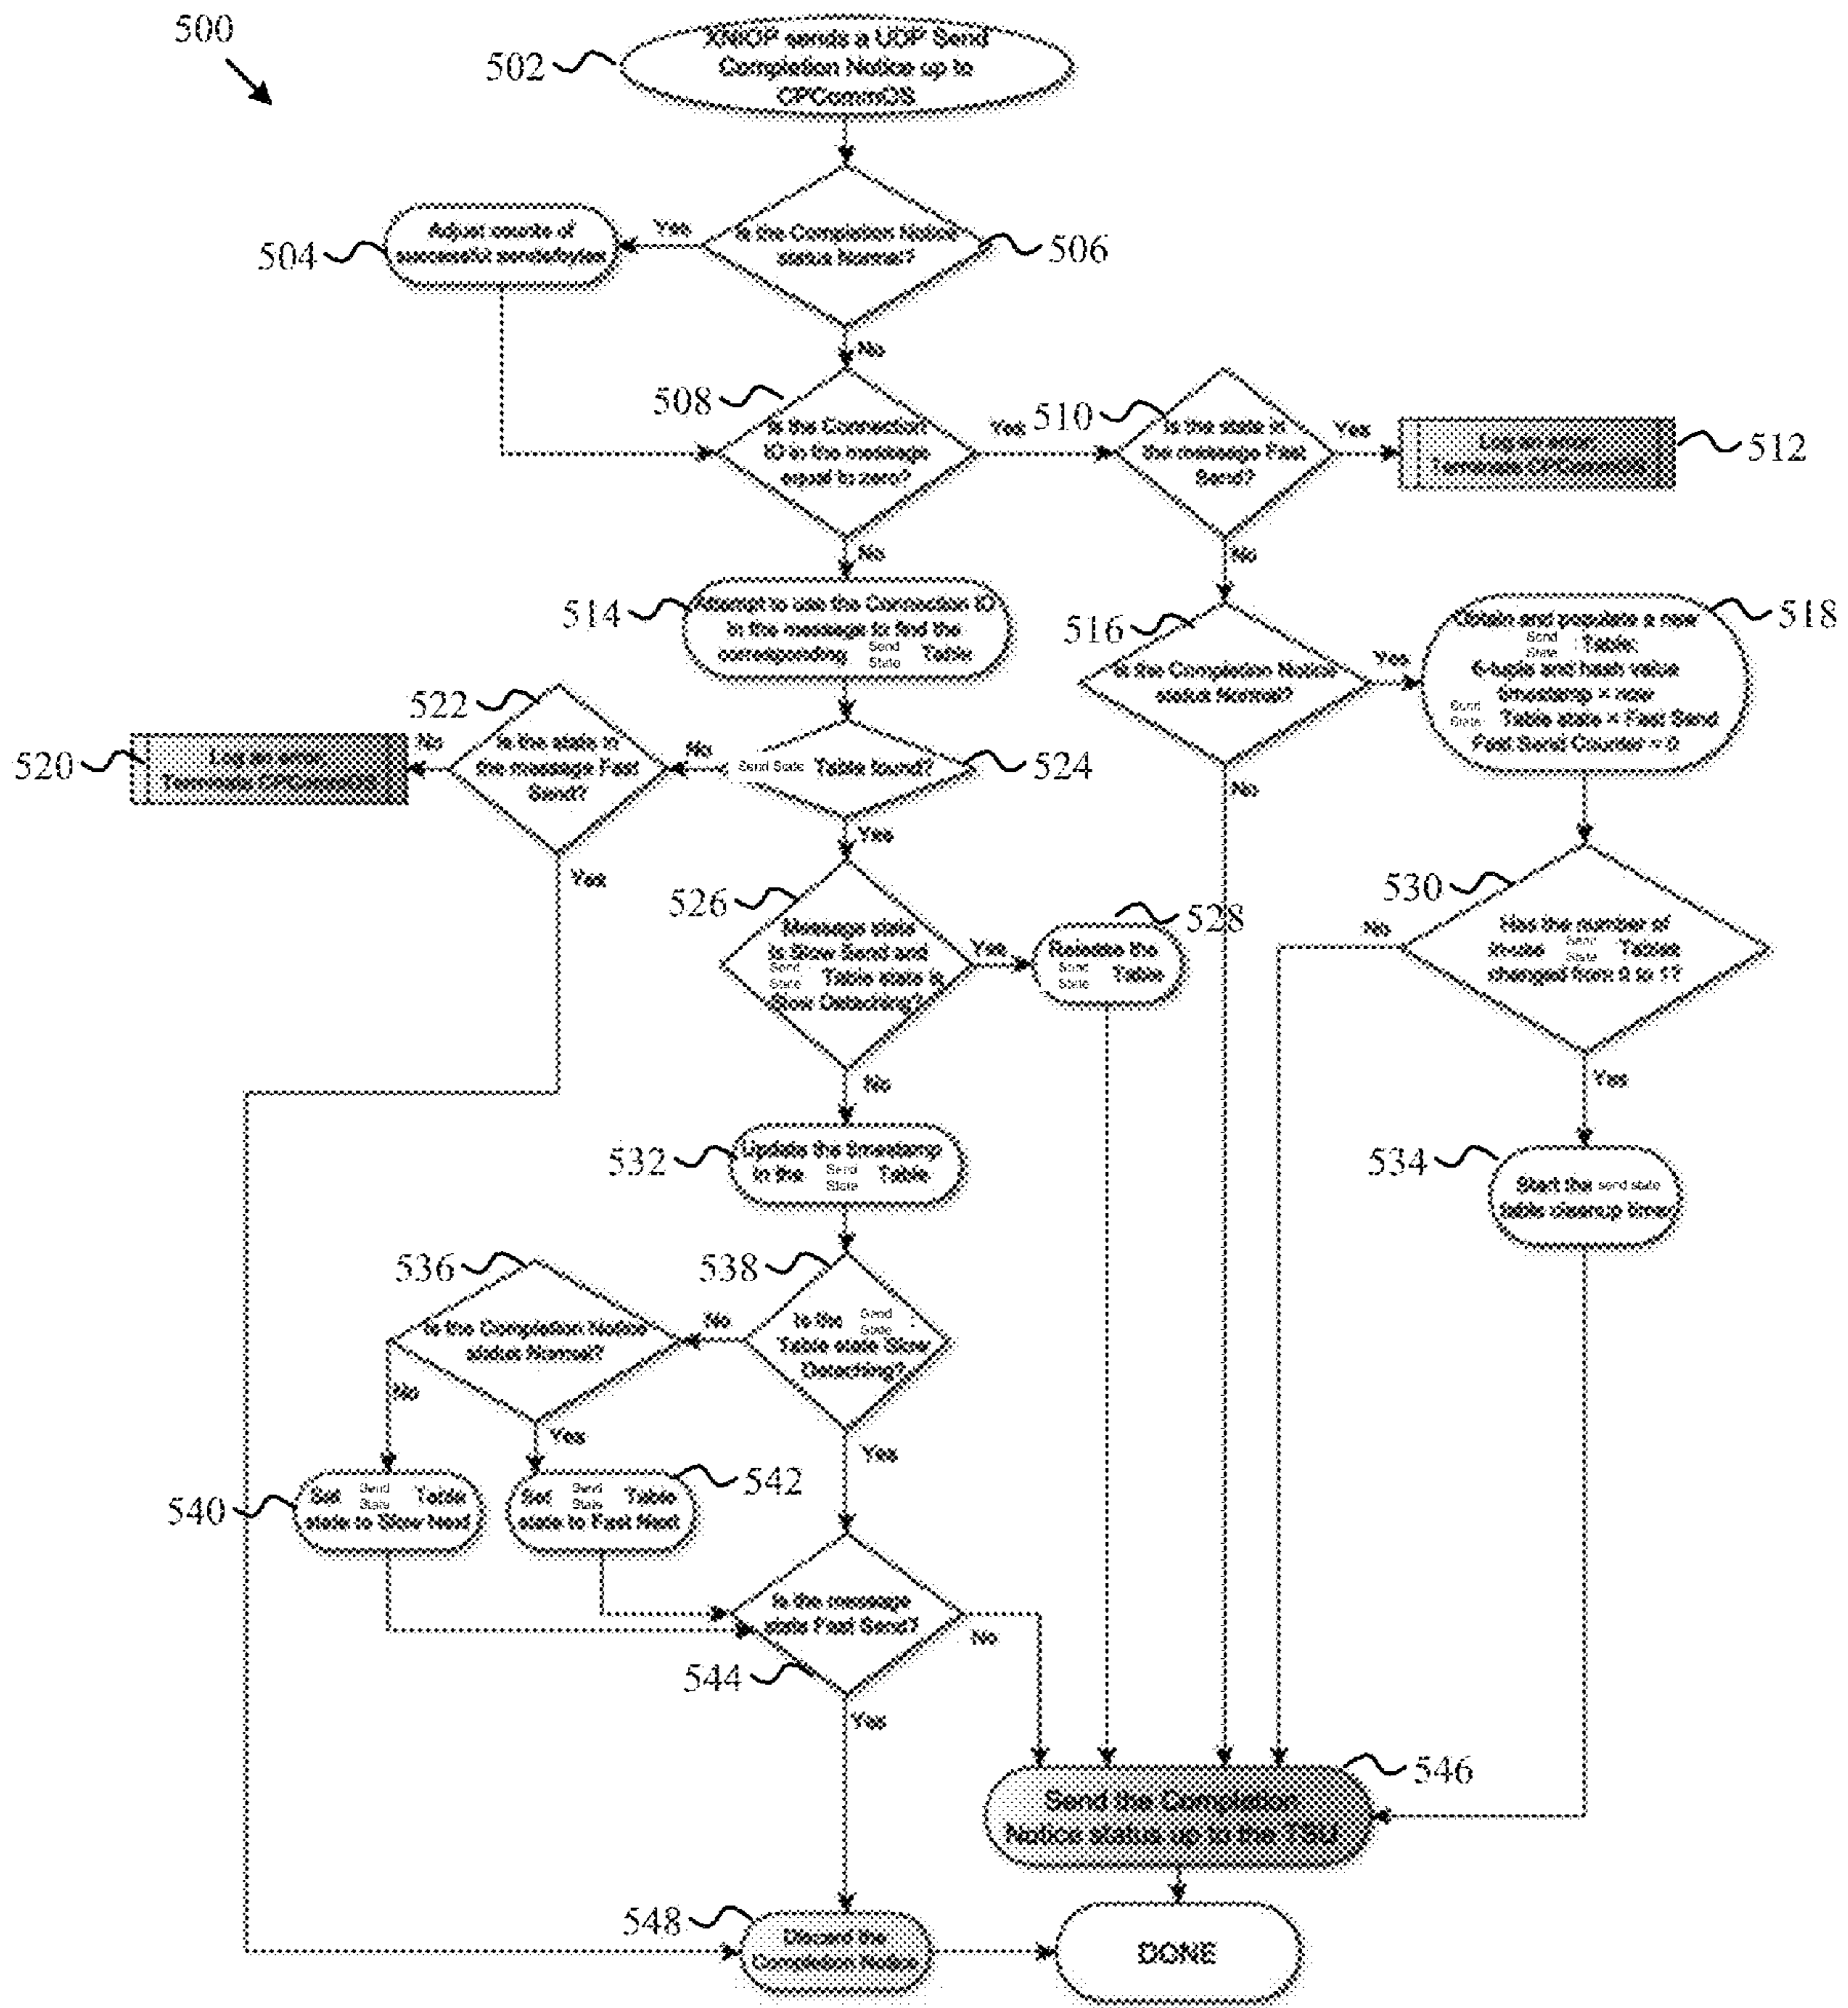 500
502
XNIOP sends a UDP Send
Completion Notice up to
CPCommOS
504
Adjust counts of
successful sends/bytes
Yes
Is the Completion Notice
status Normal?
506
No
508
Is the Connection
ID in the message
equal to zero?
Yes
510
Is the state in
the message Fast
Send?
Yes
Log an error
Terminate CPCommOS
512
No
No
514
Attempt to use the Connection ID
in the message to find the
corresponding Send State Table
516
Is the Completion Notice
status Normal?
Yes
518
Obtain and populate a new
Send State Table:
6-tuple and hash value
timestamp = now
Send State Table state = Fast Send
Fast Send Counter = 0
No
520
Log an error
Terminate CPCommOS
No
522
Is the state in
the message Fast
Send?
No
Send State Table found?
524
Yes
Yes
526
Message state
is Slow Send and
Send State Table state is
Slow Detaching?
Yes
528
Release the
Send State Table
No
530
Has the number of
in-use Send State Tables
changed from 0 to 1?
No
Yes
532
Update the timestamp
in the Send State Table
534
Start the send state
table cleanup timer
536
Is the Completion Notice
status Normal?
No
538
Is the Send State
Table state Slow
Detaching?
No
Yes
Yes
540
Set Send State Table
state to Slow Next
542
Set Send State Table
state to Fast Next
Is the message
state Fast Send?
544
No
Yes
546
Send the Completion
Notice status up to the TSU
548
Discard the
Completion Notice
DONE